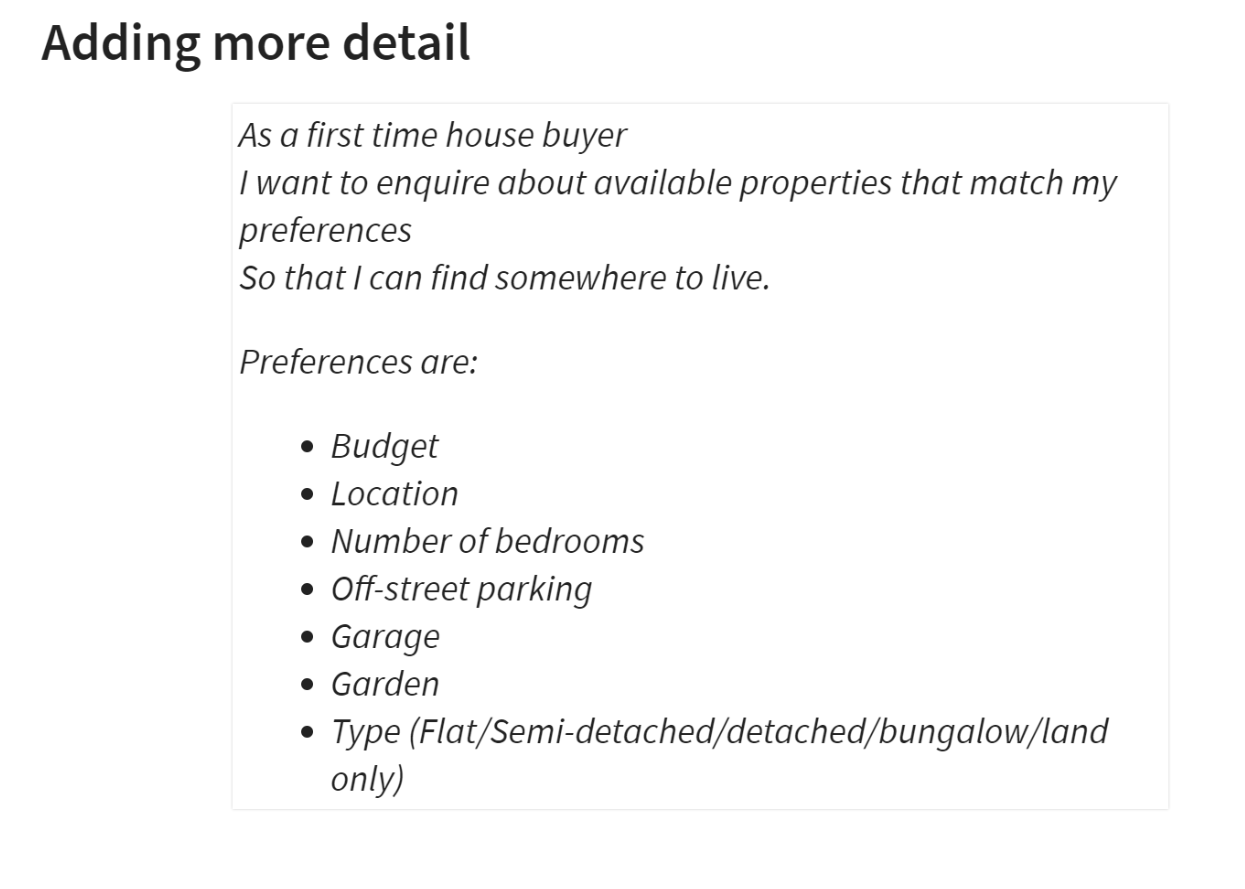 Adding more detail
As a first time house buyer
I want to enquire about available properties that match my
preferences
So that I can find somewhere to live.
Preferences are:
• Budget
• Location
• Number of bedrooms
• Off-street parking
• Garage
• Garden
• Type (Flat/Semi-detached/detached/bungalow/land
only)